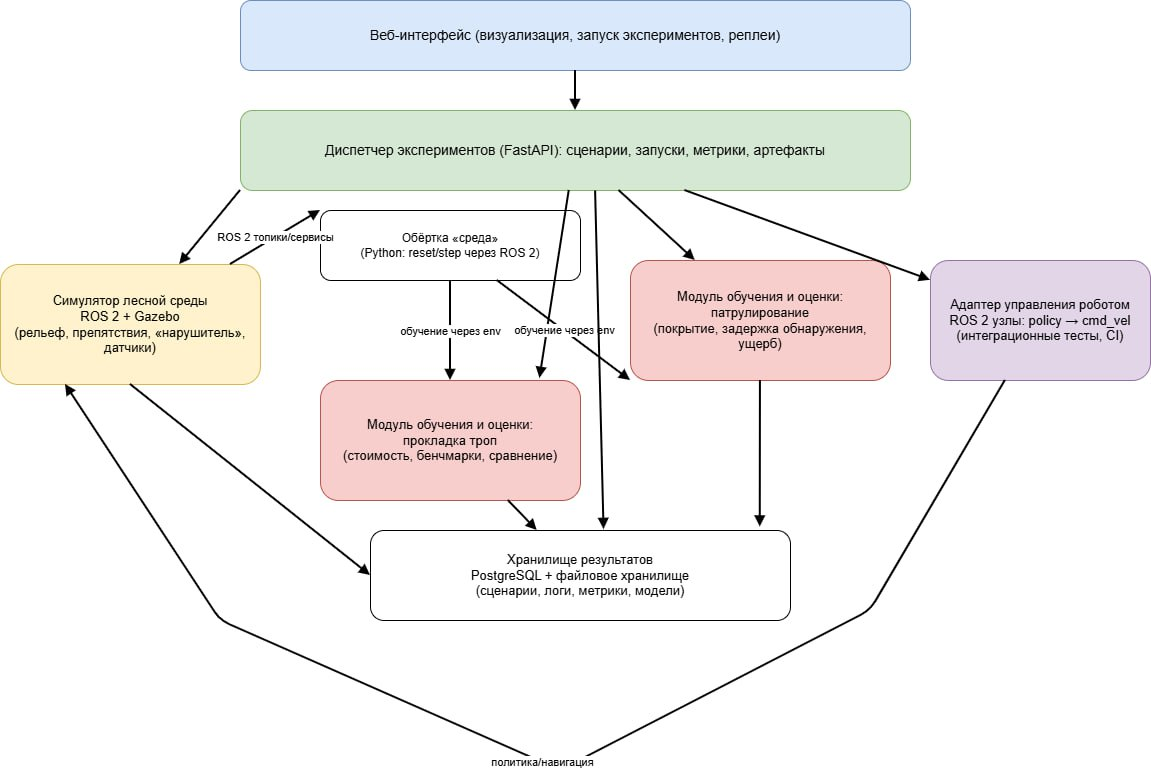 Веб-интерфейс (визуализация, запуск экспериментов, реплеи)
Диспетчер экспериментов (FastAPI): сценарии, запуски, метрики, артефакты
ROS 2 топики/сервисы
Обёртка «среда»
(Python: reset/step через ROS 2)
Симулятор лесной среды
ROS 2 + Gazebo
(рельеф, препятствия, «нарушитель»,
датчики)
обучение через env
обучение через env
Модуль обучения и оценки:
патрулирование
(покрытие, задержка обнаружения,
ущерб)
Адаптер управления роботом
ROS 2 узлы: policy → cmd_vel
(интеграционные тесты, CI)
Модуль обучения и оценки:
прокладка троп
(стоимость, бенчмарки, сравнение)
Хранилище результатов
PostgreSQL + файловое хранилище
(сценарии, логи, метрики, модели)
политика/навигация